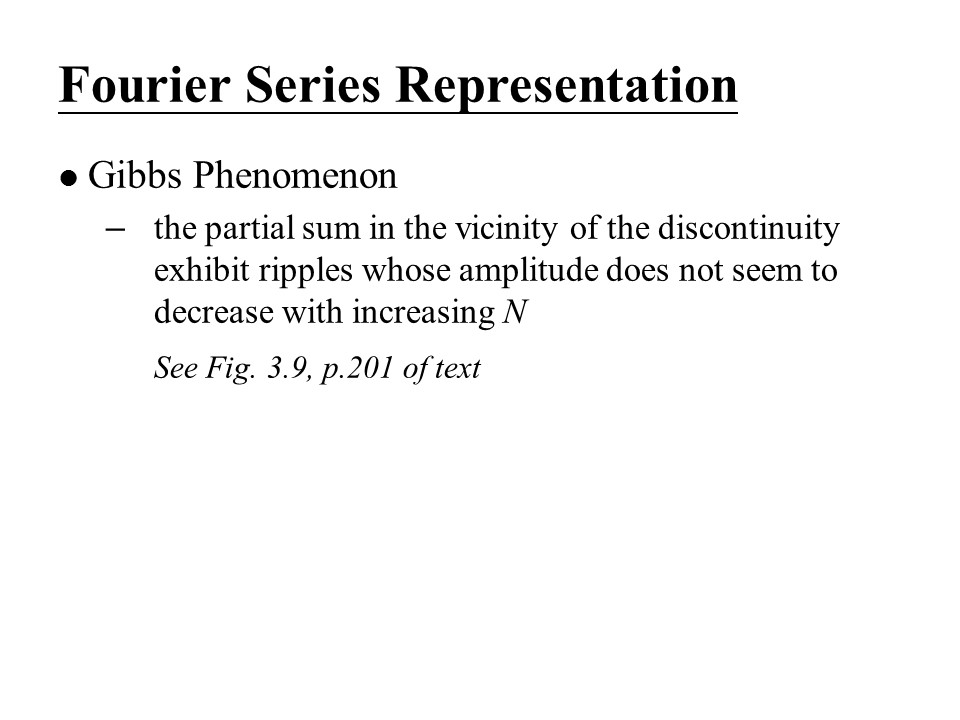 Fourier Series Representation
● Gibbs Phenomenon
– the partial sum in the vicinity of the discontinuity
exhibit ripples whose amplitude does not seem to
decrease with increasing N
See Fig. 3.9, p.201 of text